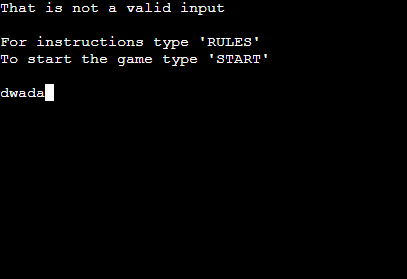 That is not a valid input
For instructions type 'RULES'
To start the game type 'START'
dwada